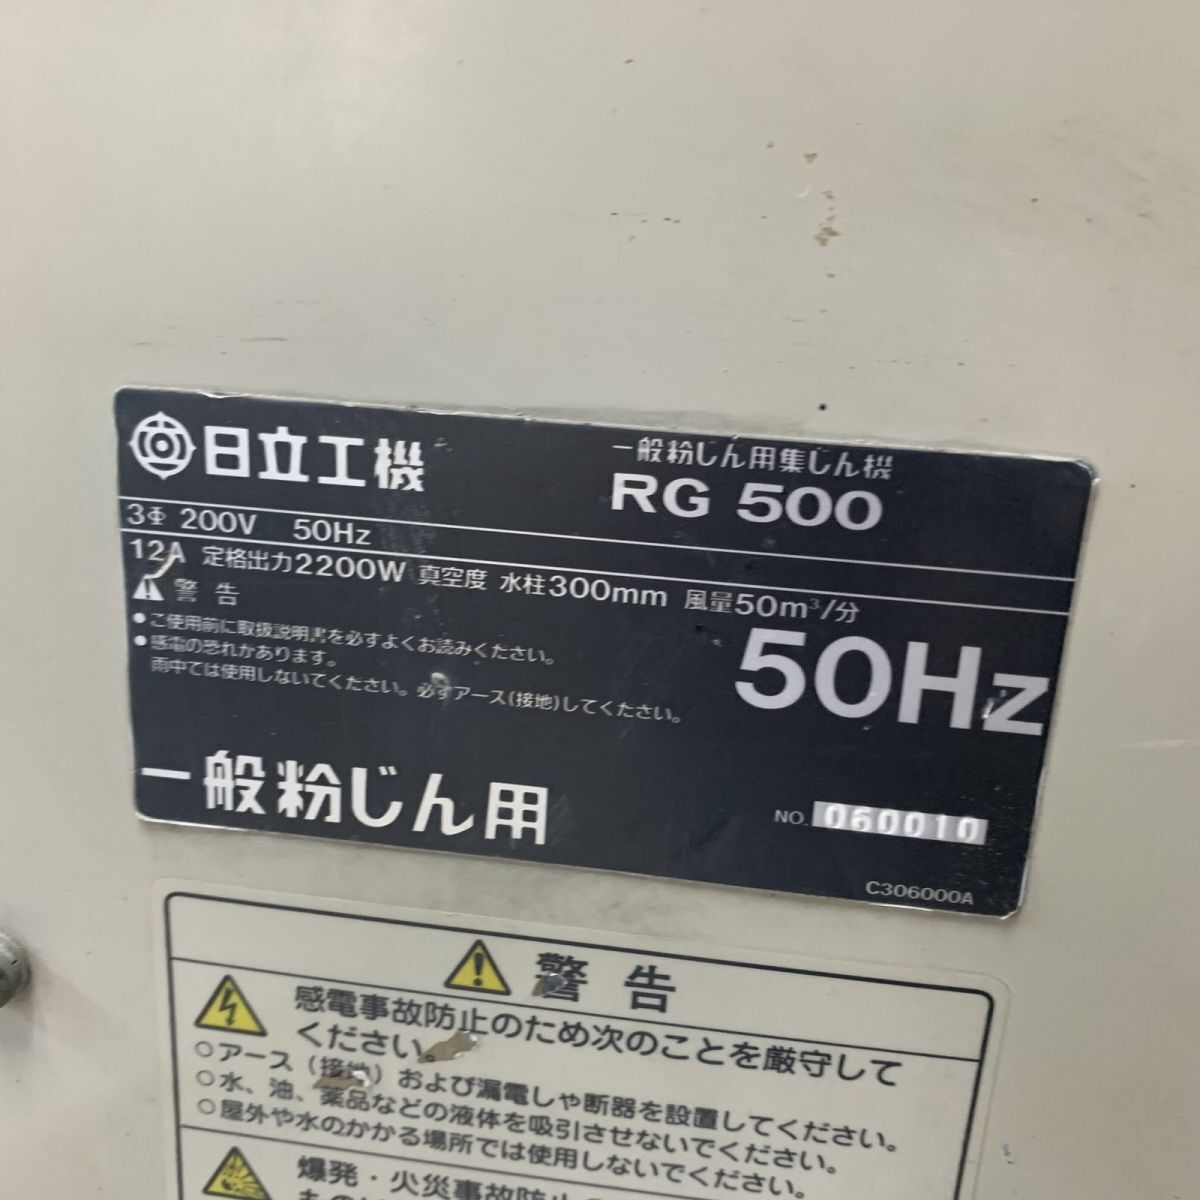 日立工機
一般粉じん用集じん機
RG 500
3Φ 200V 50Hz
12A 定格出力2200W 真空度 水柱300mm 風量50m³/分
警告
●ご使用前に取扱説明書を必ずよくお読みください。
●感電の恐れがあります。
雨中では使用しないでください。必ずアース(接地)してください。
50Hz
一般粉じん用
NO. 060010
C306000A
警告
感電事故防止のため次のことを厳守して
ください。
○アース(接地)および漏電しゃ断器を設置してください。
○水、油、薬品などの液体を吸引させないでください。
○屋外や水のかかる場所では使用しないでください。
爆発・火災事故防止の